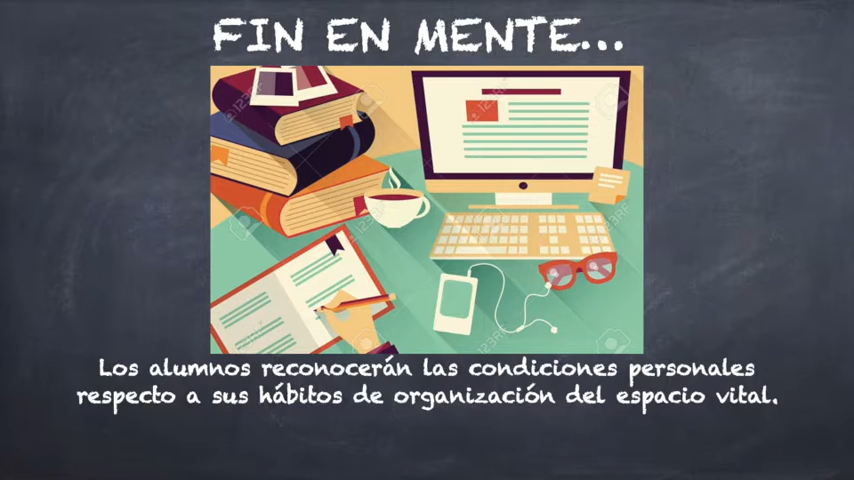 FIN EN MENTE...
Los alumnos reconocerán las condiciones personales
respecto a sus hábitos de organización del espacio vital.